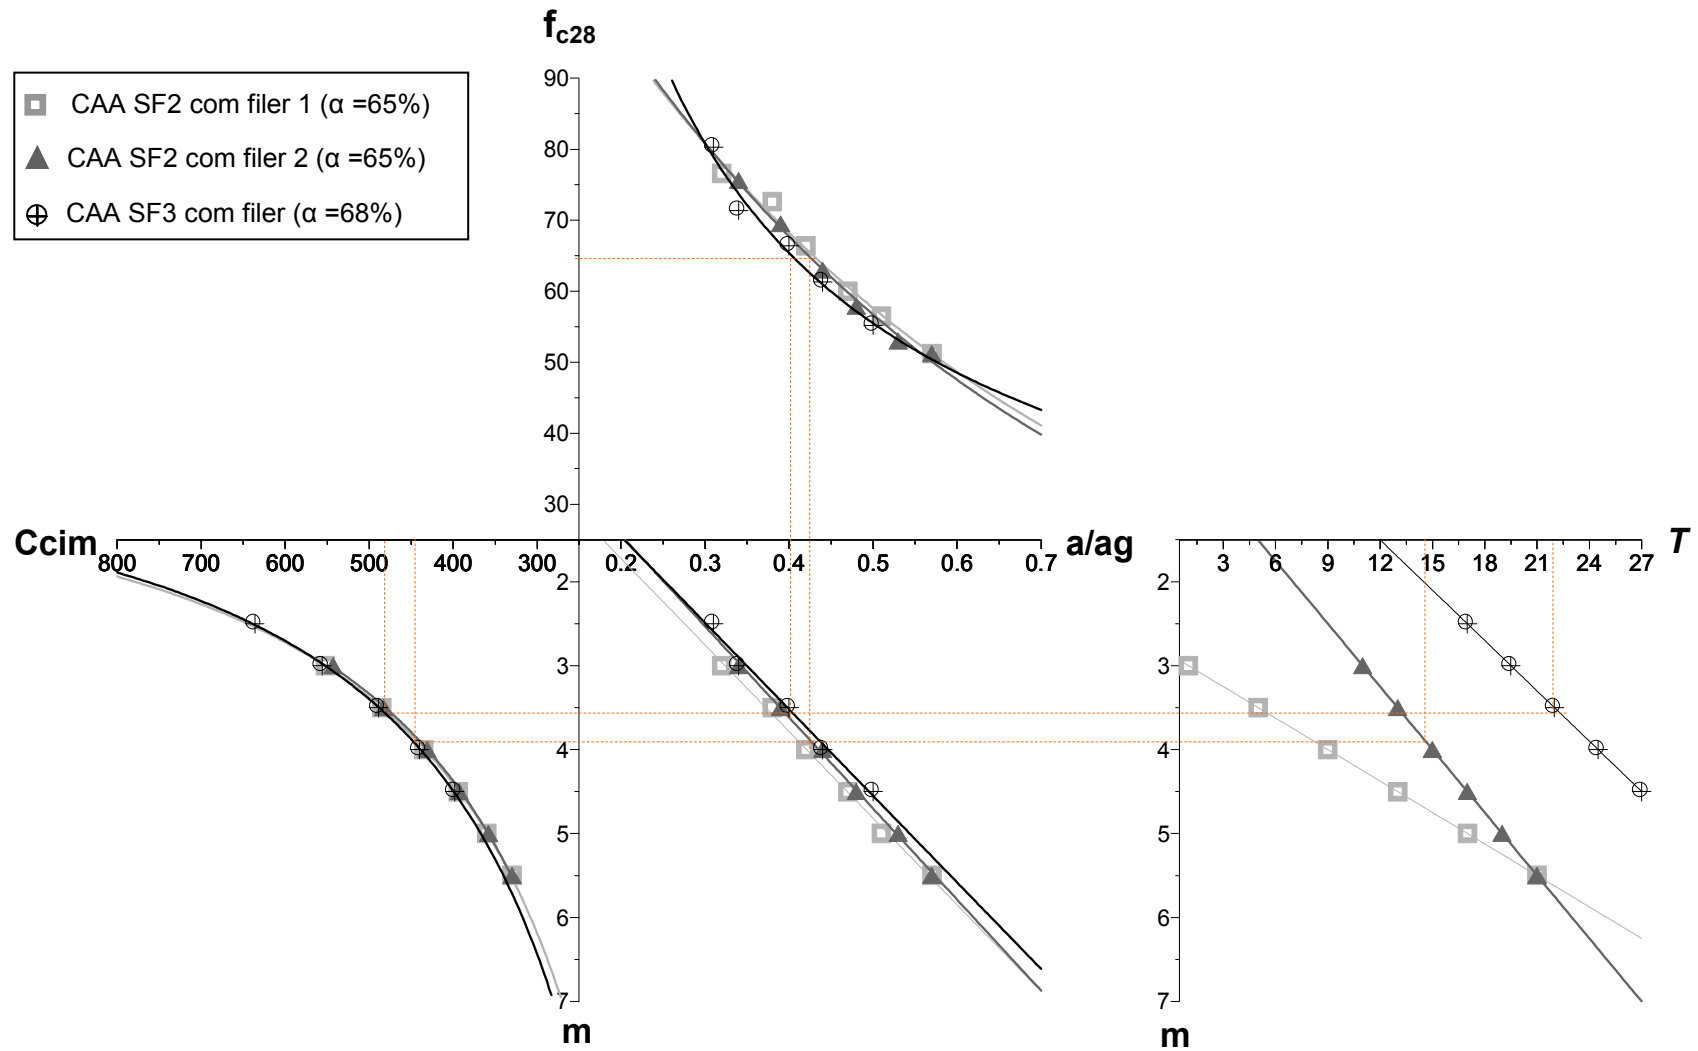 f c28
CAA SF2 com filer 1 (α =65%)
CAA SF2 com filer 2 (α =65%)
CAA SF3 com filer (α =68%)
90
80
70
60
50
40
30
Ccim 800 700 600 500 400 300 0.2 0.3 0.4 0.5 0.6 0.7 a/ag 3 6 9 12 15 18 21 24 27 T
2 2
3 3
4 4
5 5
6 6
7 7
m m